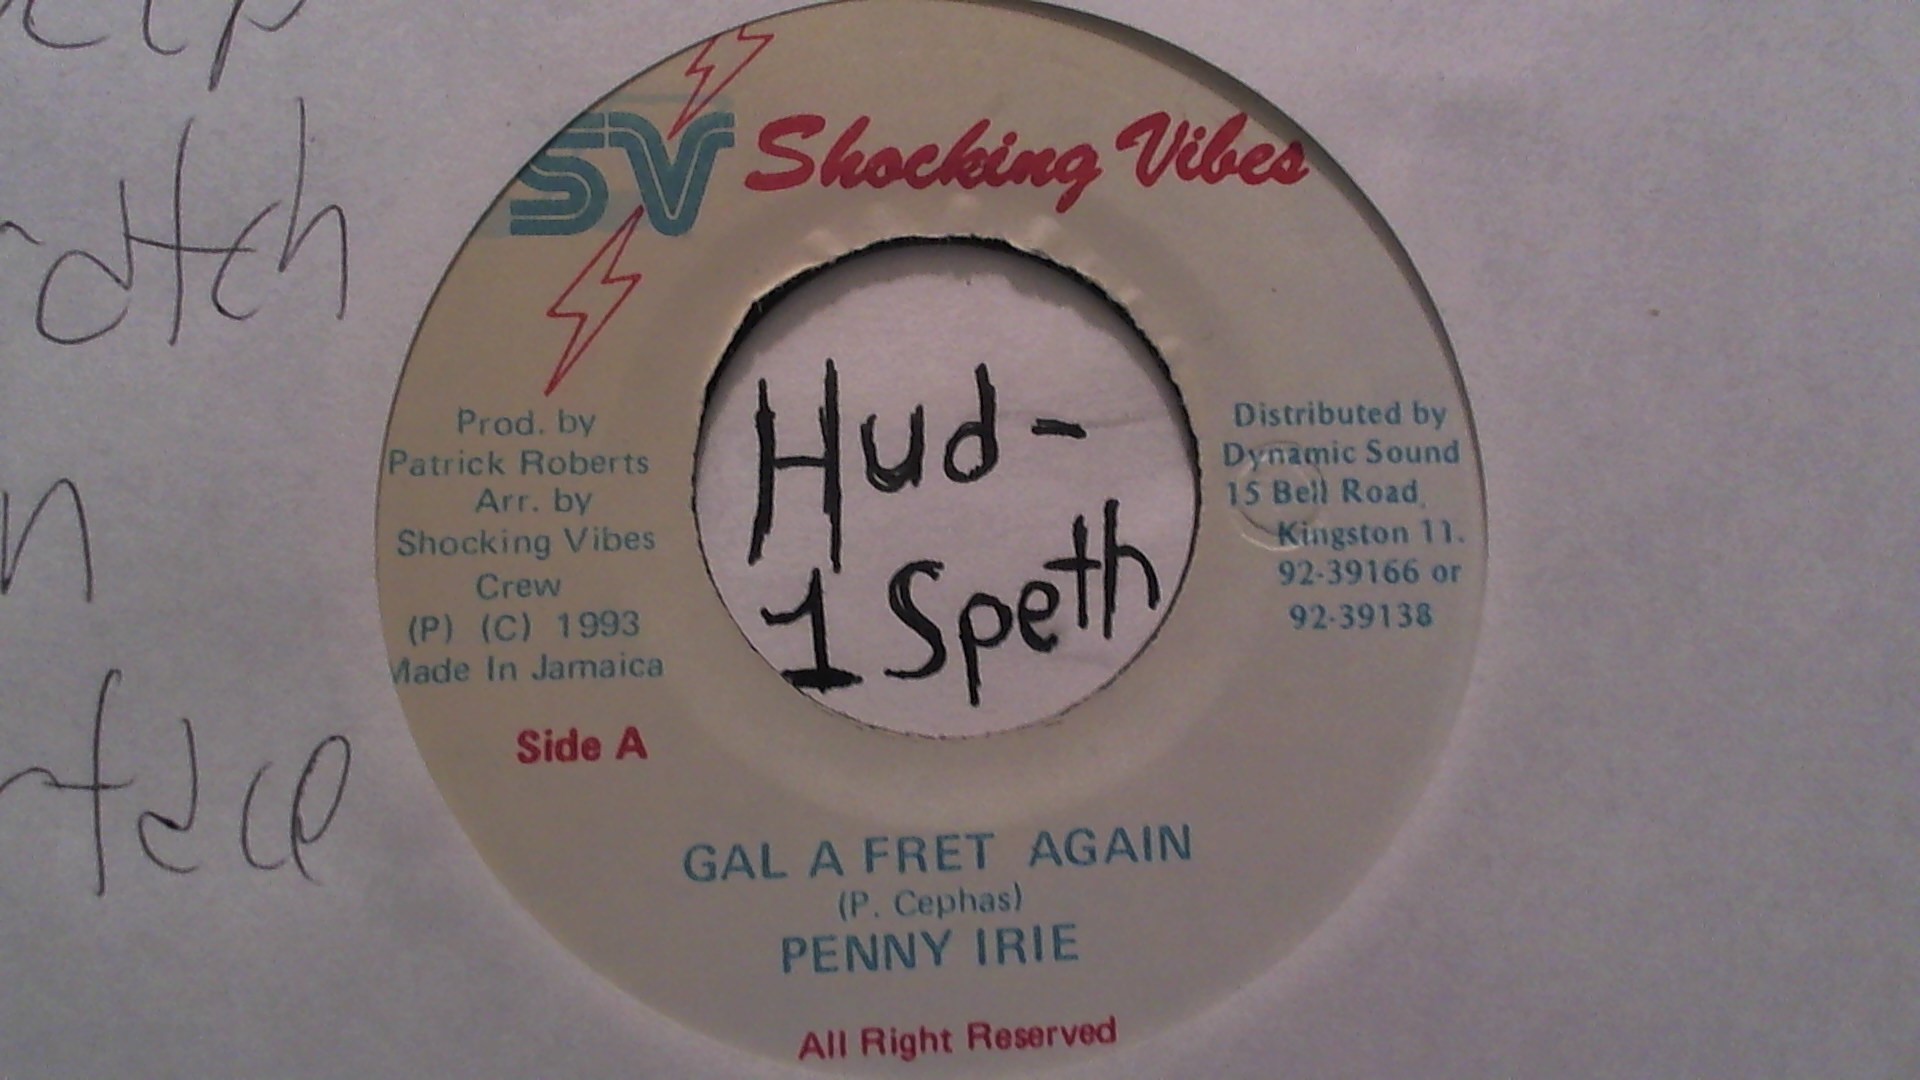 SV Shocking Vibes
Prod. by
Patrick Roberts
Arr. by
Shocking Vibes
Crew
(P) (C) 1993
Made In Jamaica
Side A
Hud-
1 Speth
Distributed by
Dynamic Sound
15 Bell Road,
Kingston 11.
92-39166 or
92-39138
GAL A FRET AGAIN
(P. Cephas)
PENNY IRIE
All Right Reserved